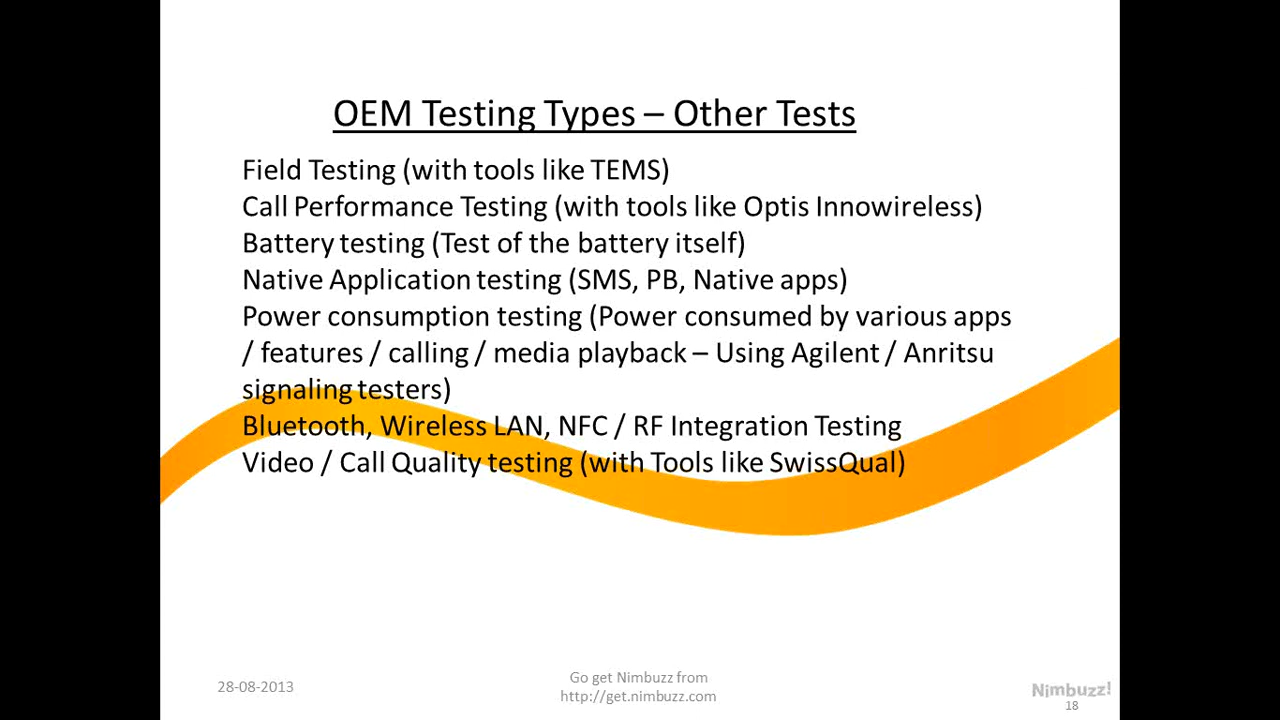 OEM Testing Types – Other Tests
Field Testing (with tools like TEMS)
Call Performance Testing (with tools like Optis Innowireless)
Battery testing (Test of the battery itself)
Native Application testing (SMS, PB, Native apps)
Power consumption testing (Power consumed by various apps
/ features / calling / media playback – Using Agilent / Anritsu
signaling testers)
Bluetooth, Wireless LAN, NFC / RF Integration Testing
Video / Call Quality testing (with Tools like SwissQual)
28-08-2013
Go get Nimbuzz from
http://get.nimbuzz.com
Nimbuzz!
18